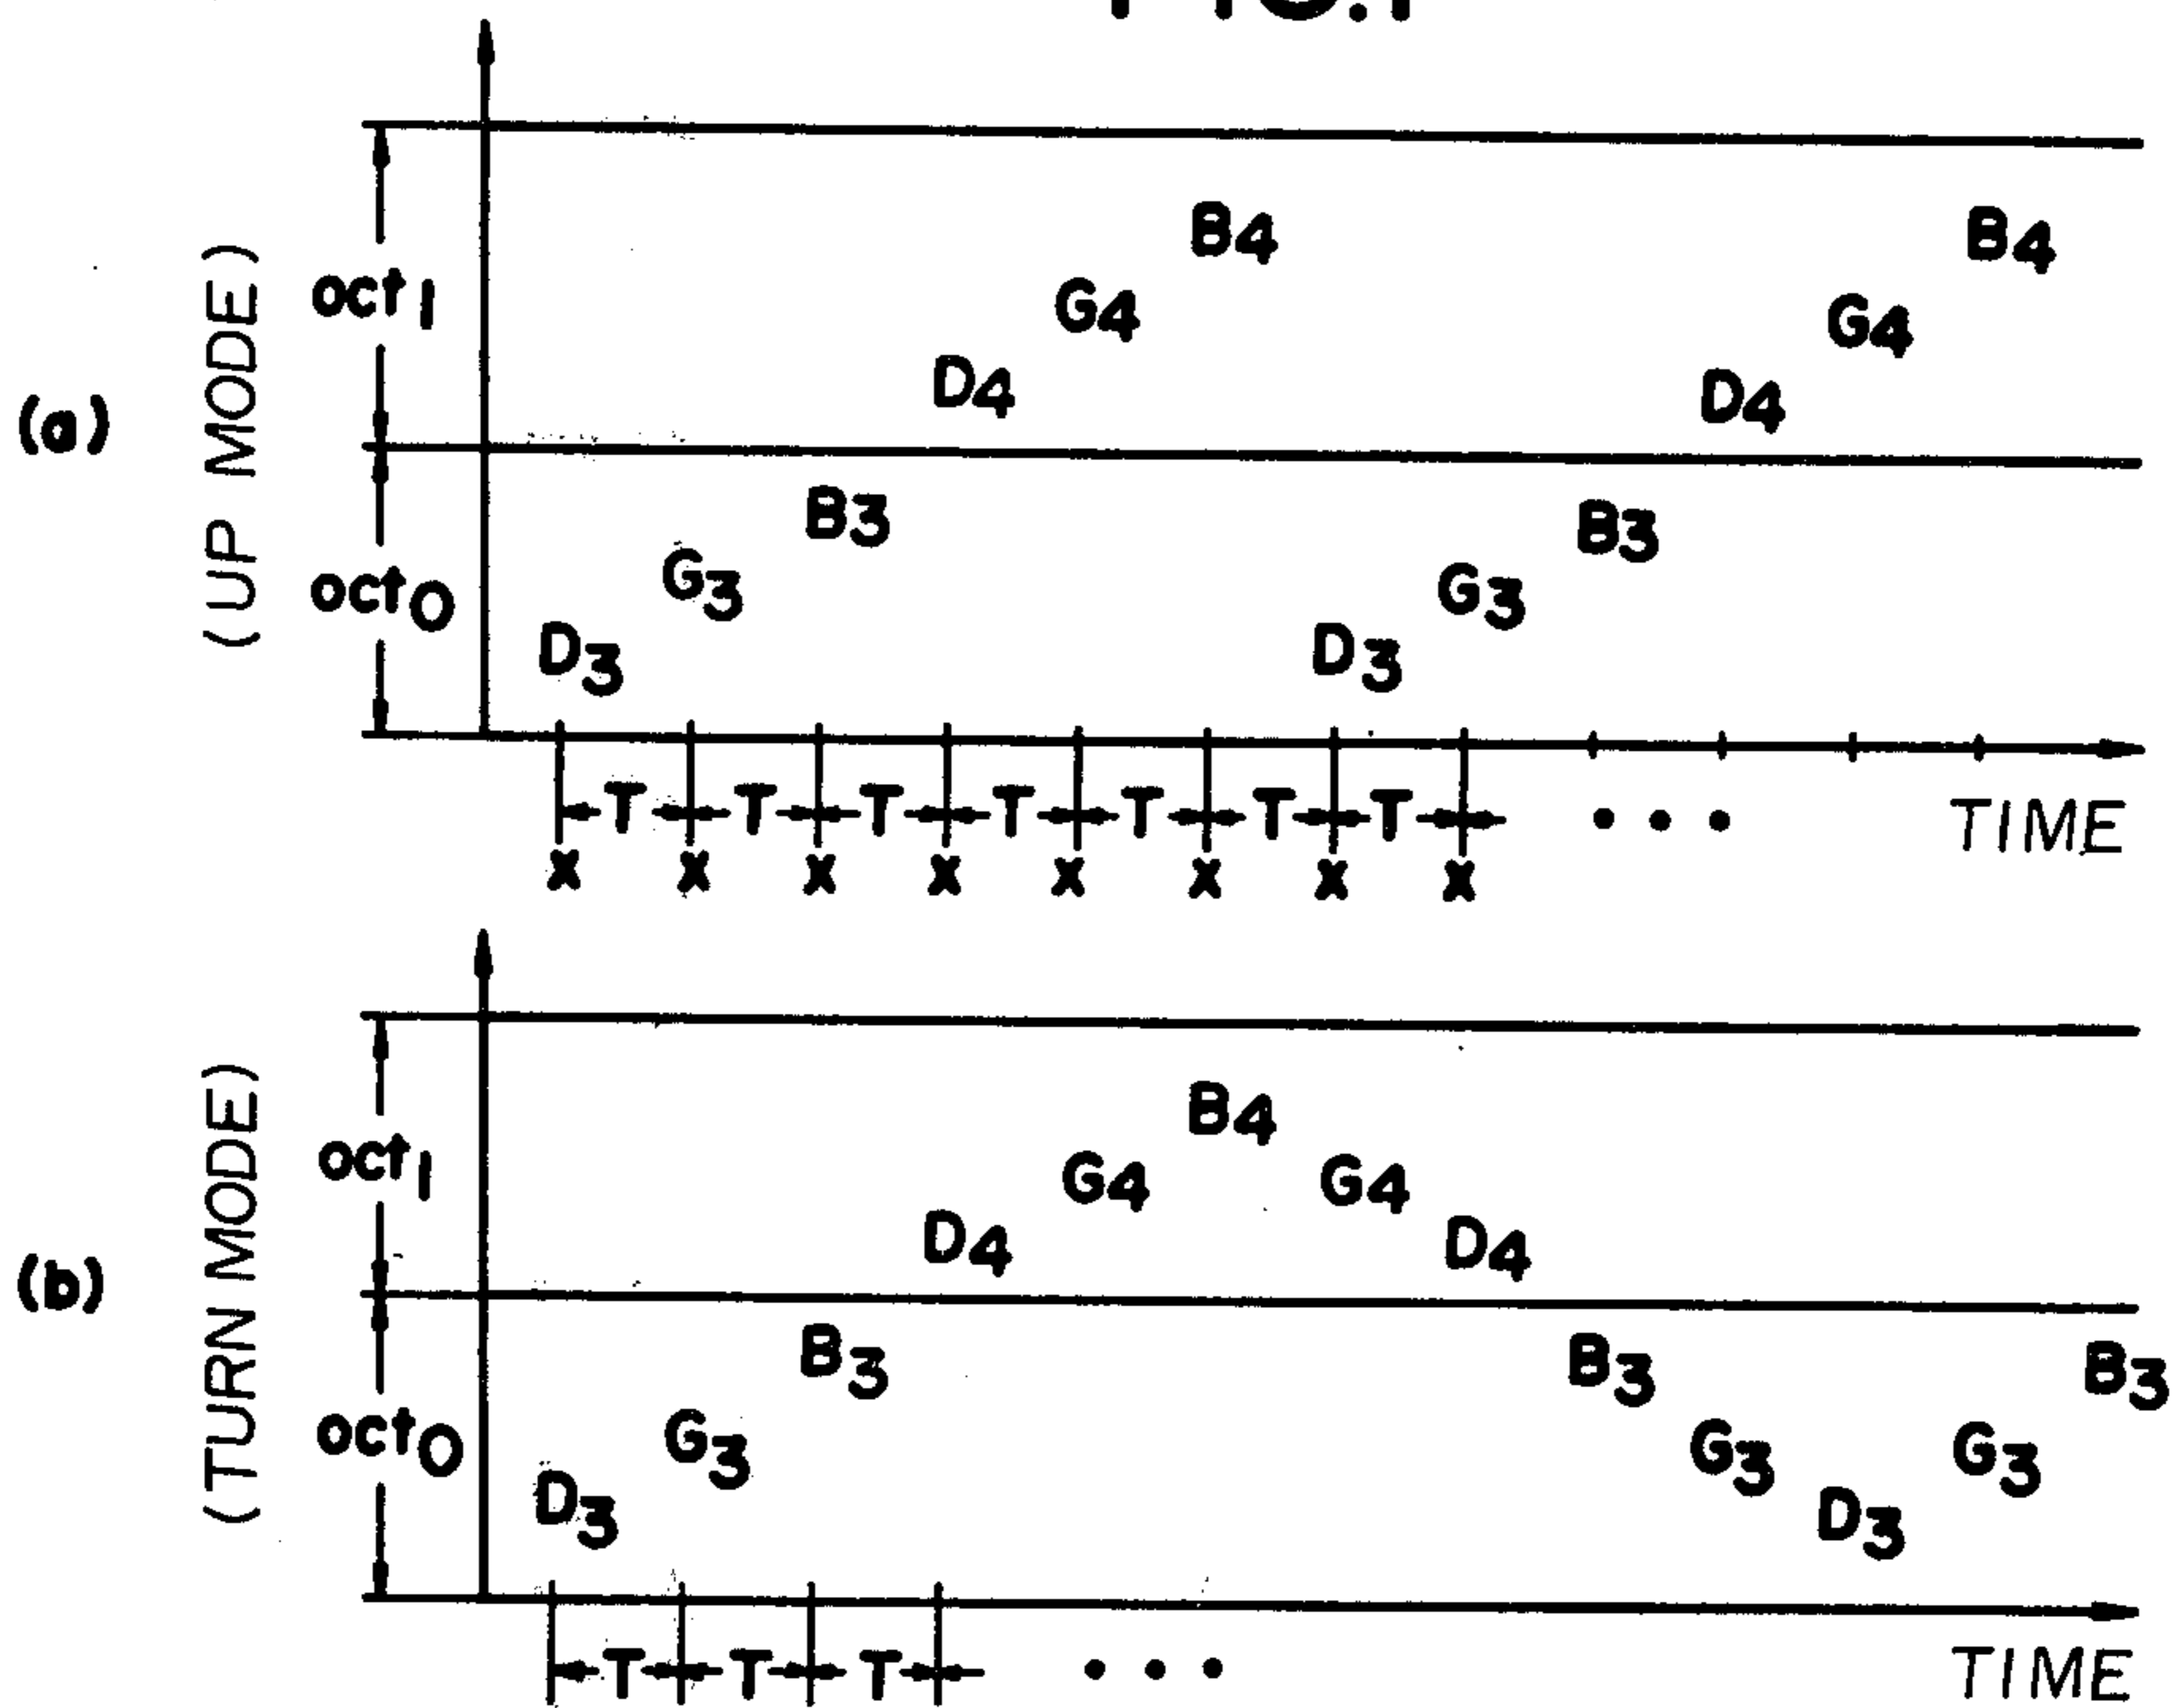 (a)
(UP MODE)
oct1
oct0
B4 B4
G4 G4
D4 D4
B3 B3
G3 G3
D3 D3
T T T T T T T • • • TIME
x x x x x x x x
(b)
(TURN MODE)
oct1
oct0
B4
G4 G4
D4 D4
B3 B3 B3
G3 G3 G3
D3 D3
T T T • • • TIME